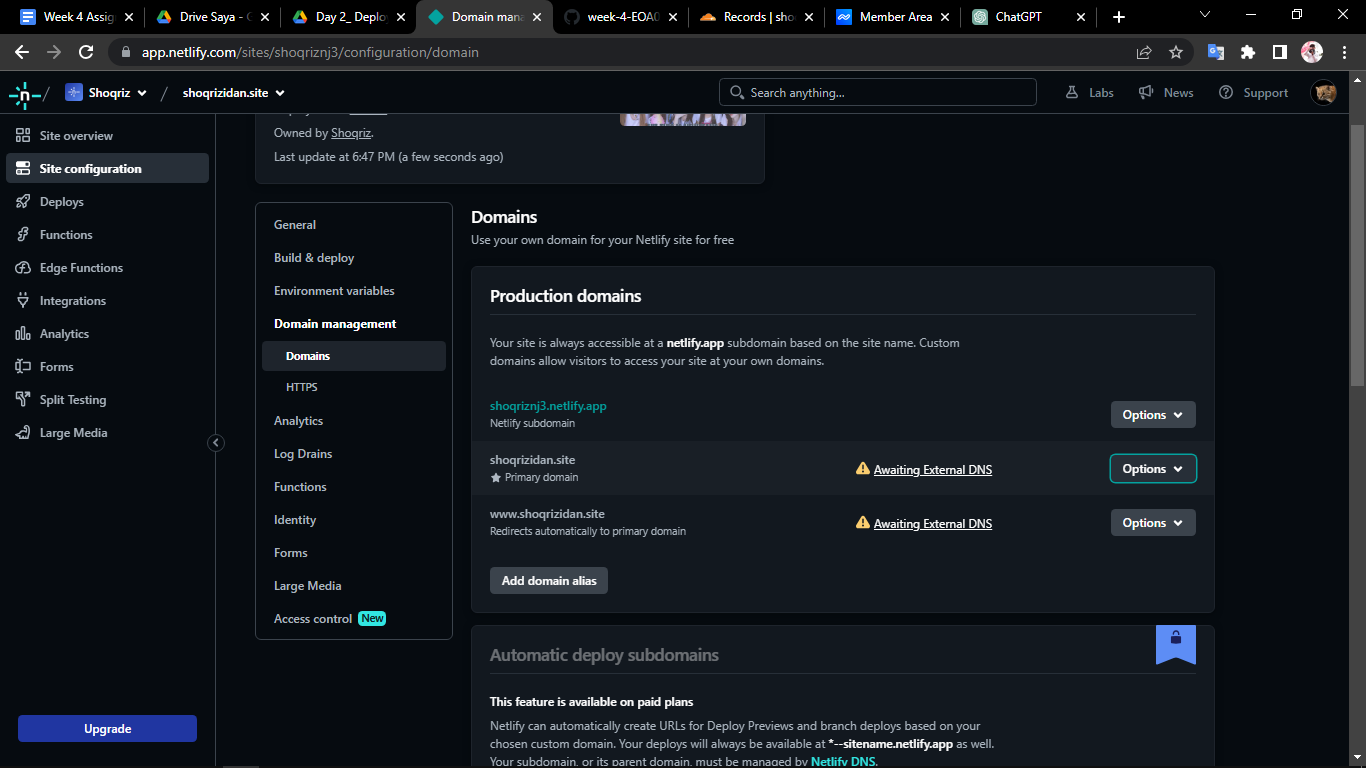 Week 4 Assig
Drive Saya - G
Day 2_ Deplo
Domain mana
week-4-EOA0
Records | sho
Member Area
ChatGPT
app.netlify.com/sites/shoqriznj3/configuration/domain
Shoqriz
shoqrizidan.site
Search anything...
Labs
News
Support
Site overview
Site configuration
Deploys
Functions
Edge Functions
Integrations
Analytics
Forms
Split Testing
Large Media
Upgrade
Owned by Shoqriz.
Last update at 6:47 PM (a few seconds ago)
General
Build & deploy
Environment variables
Domain management
Domains
HTTPS
Analytics
Log Drains
Functions
Identity
Forms
Large Media
Access control New
Domains
Use your own domain for your Netlify site for free
Production domains
Your site is always accessible at a netlify.app subdomain based on the site name. Custom
domains allow visitors to access your site at your own domains.
shoqriznj3.netlify.app
Netlify subdomain
Options
shoqrizidan.site
Primary domain
Awaiting External DNS
Options
www.shoqrizidan.site
Redirects automatically to primary domain
Awaiting External DNS
Options
Add domain alias
Automatic deploy subdomains
This feature is available on paid plans
Netlify can automatically create URLs for Deploy Previews and branch deploys based on your
chosen custom domain. Your deploys will always be available at *--sitename.netlify.app as well.
Your subdomain, or its parent domain, must be managed by Netlify DNS.